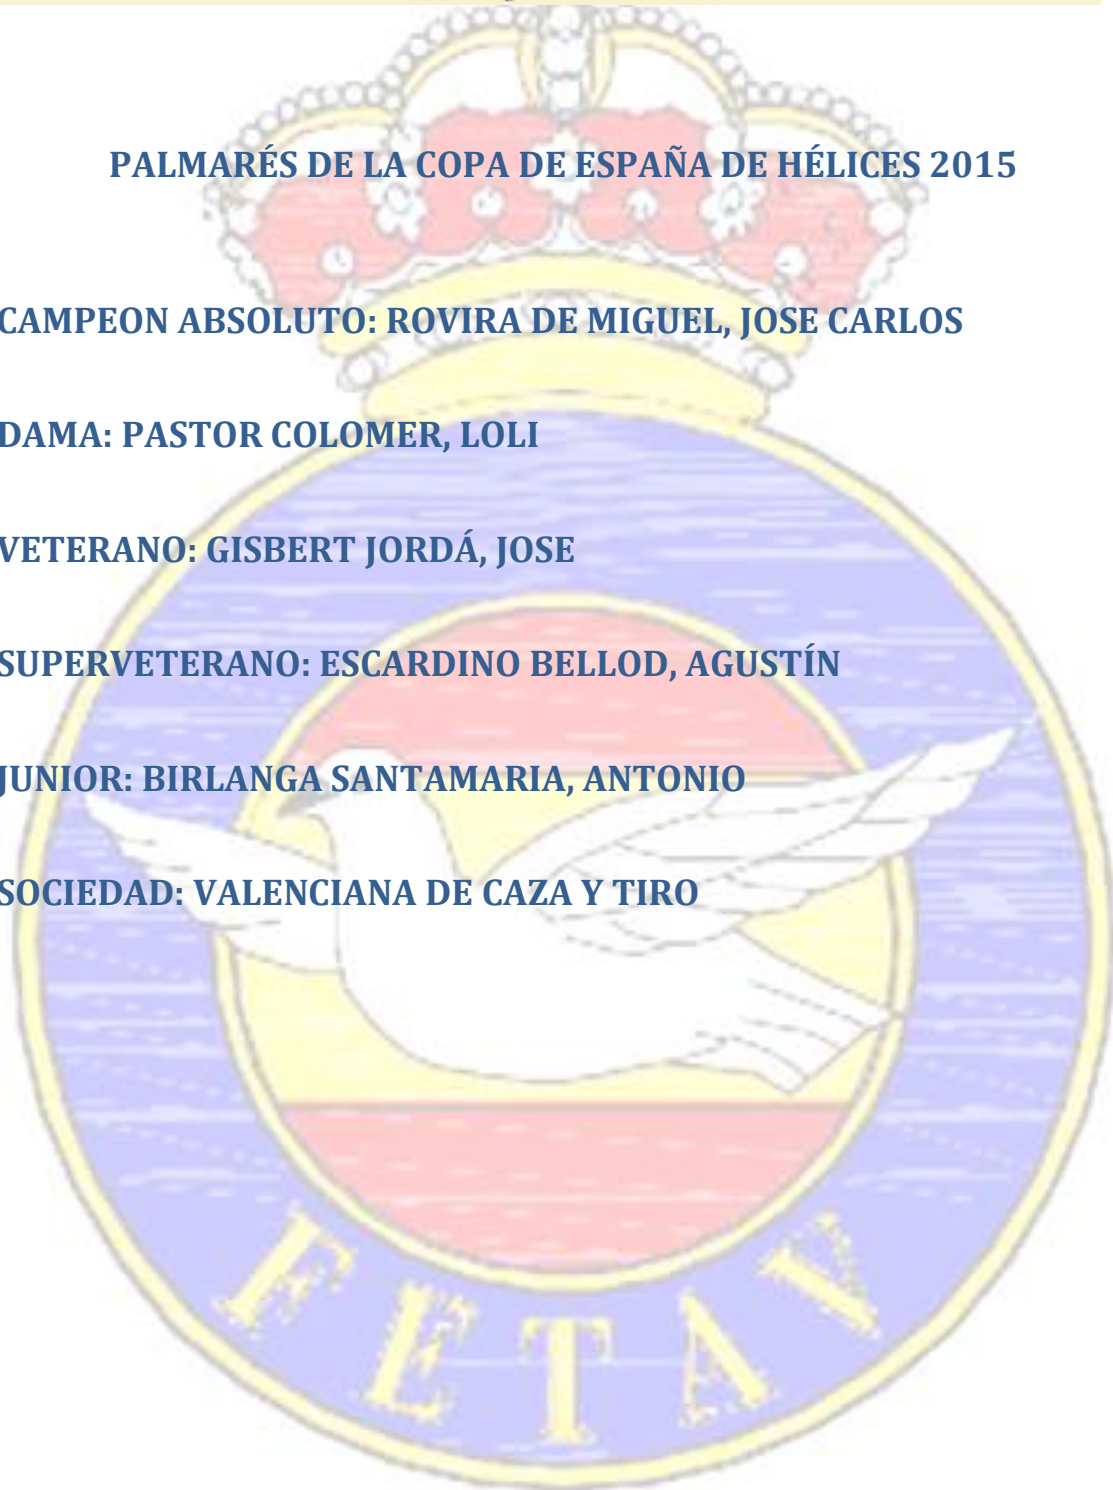 PALMARÉS DE LA COPA DE ESPAÑA DE HÉLICES 2015
CAMPEON ABSOLUTO: ROVIRA DE MIGUEL, JOSE CARLOS
DAMA: PASTOR COLOMER, LOLI
VETERANO: GISBERT JORDÁ, JOSE
SUPERVETERANO: ESCARDINO BELLOD, AGUSTÍN
JUNIOR: BIRLANGA SANTAMARIA, ANTONIO
SOCIEDAD: VALENCIANA DE CAZA Y TIRO
FETAV